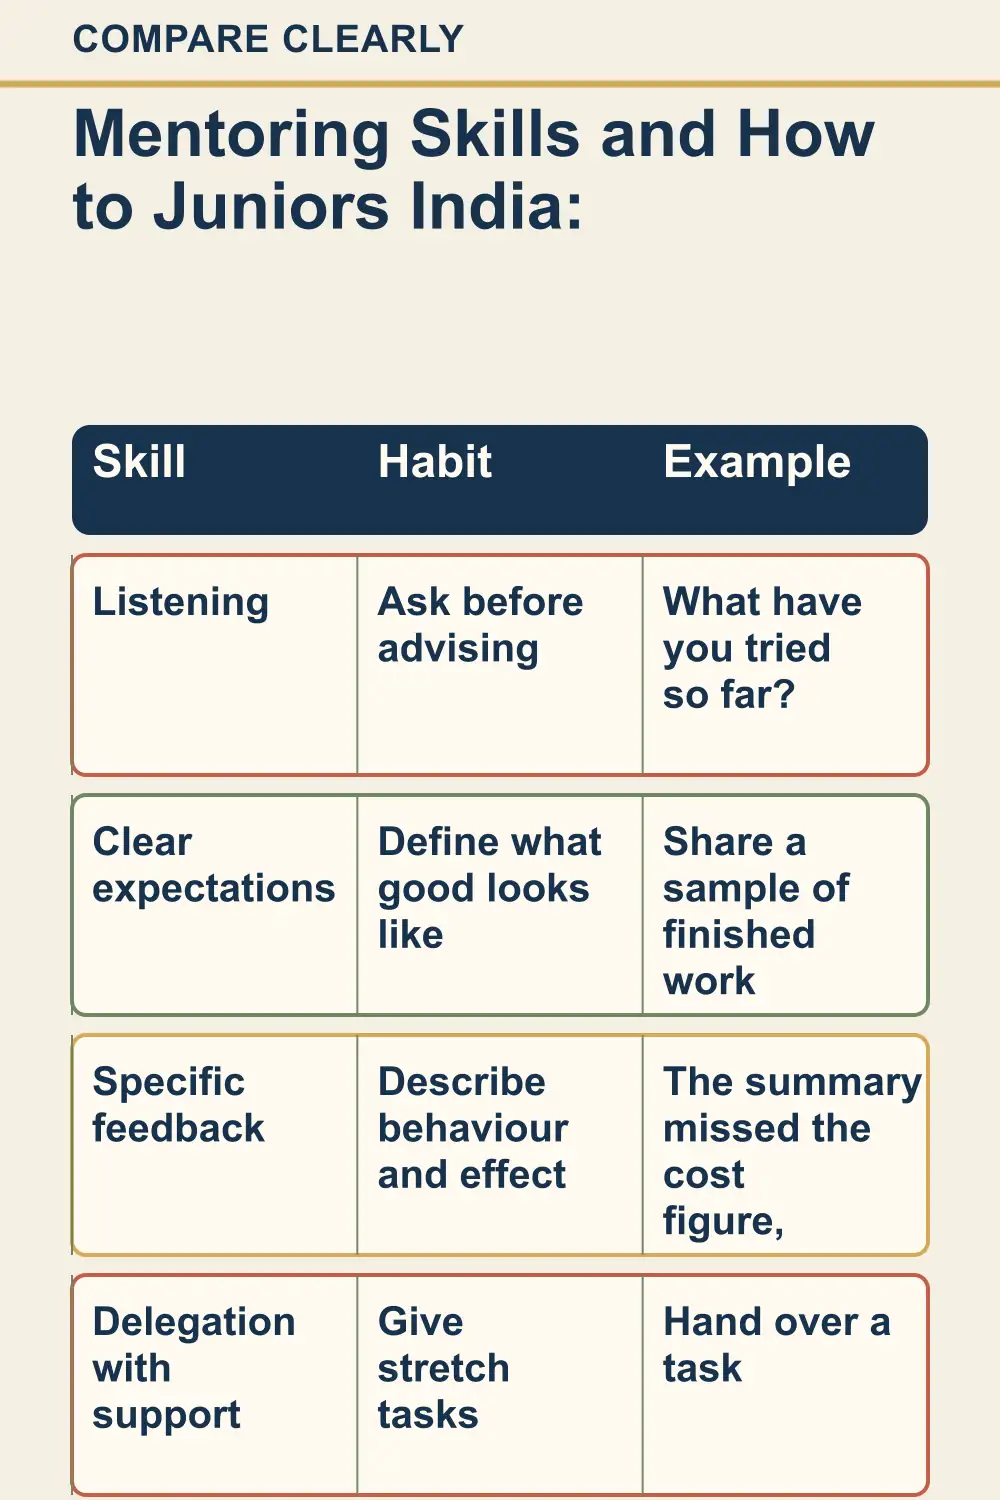 COMPARE CLEARLY
Mentoring Skills and How
to Juniors India:
Skill
Habit
Example
Listening
Ask before
advising
What have
you tried
so far?
Clear
expectations
Define what
good looks
like
Share a
sample of
finished
work
Specific
feedback
Describe
behaviour
and effect
The summary
missed the
cost
figure,
Delegation
with
support
Give
stretch
tasks
Hand over a
task